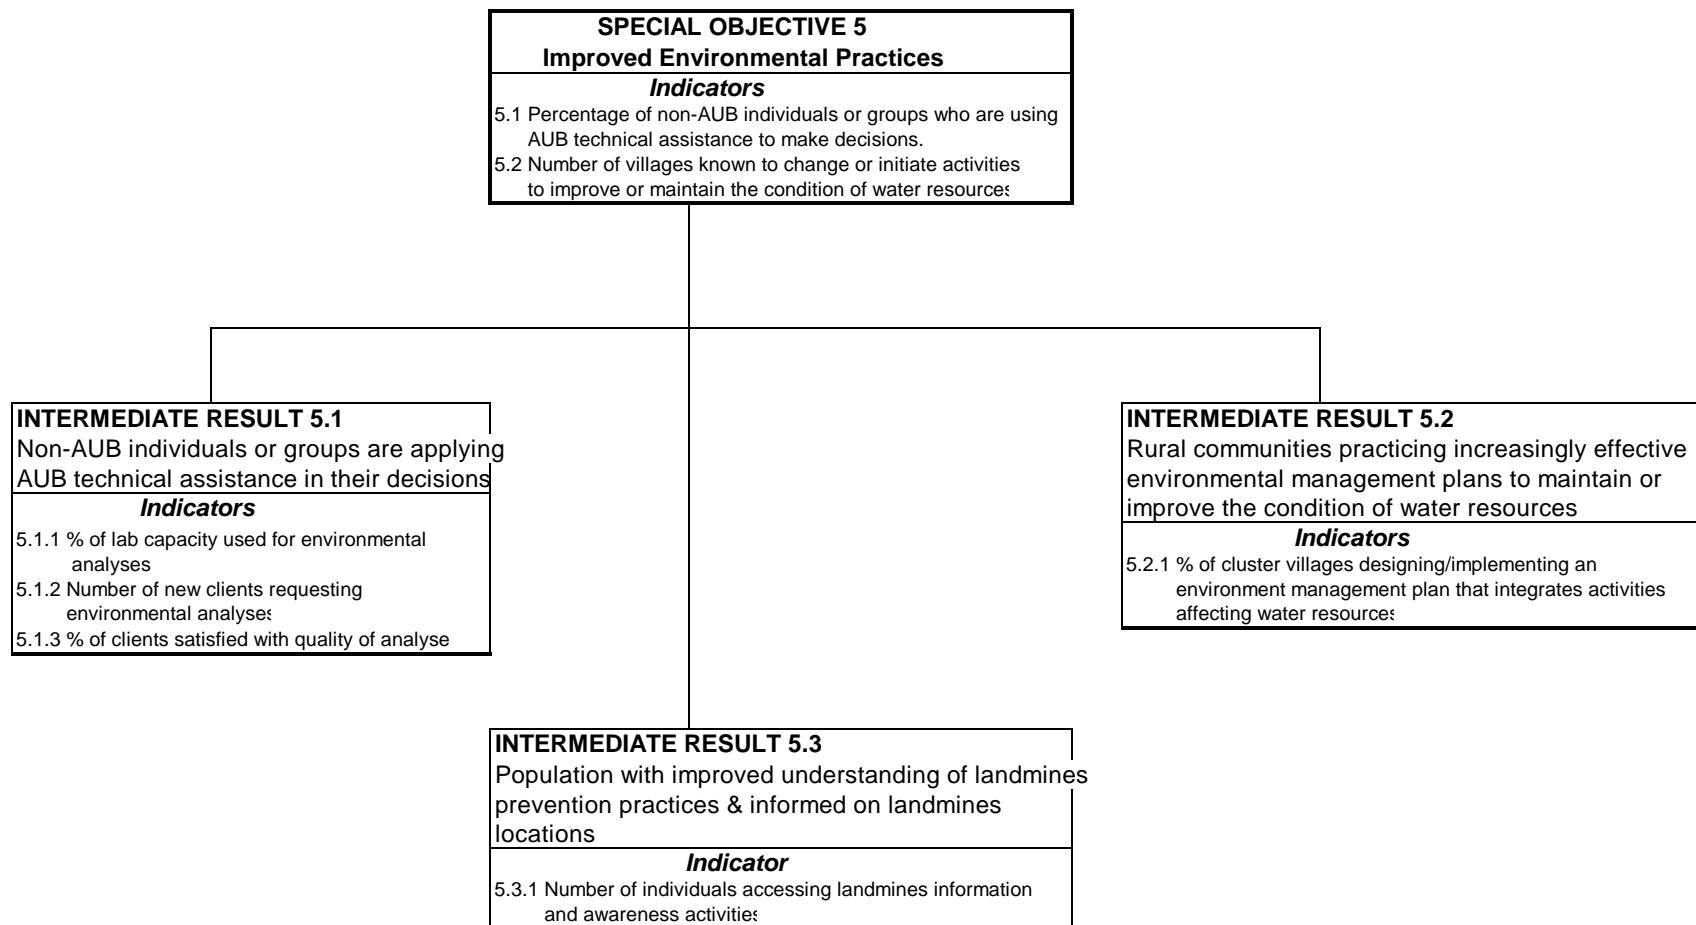 SPECIAL OBJECTIVE 5
Improved Environmental Practices
Indicators
5.1 Percentage of non-AUB individuals or groups who are using
AUB technical assistance to make decisions.
5.2 Number of villages known to change or initiate activities
to improve or maintain the condition of water resources
INTERMEDIATE RESULT 5.1
Non-AUB individuals or groups are applying
AUB technical assistance in their decisions
Indicators
5.1.1 % of lab capacity used for environmental
analyses
5.1.2 Number of new clients requesting
environmental analyses
5.1.3 % of clients satisfied with quality of analyse
INTERMEDIATE RESULT 5.2
Rural communities practicing increasingly effective
environmental management plans to maintain or
improve the condition of water resources
Indicators
5.2.1 % of cluster villages designing/implementing an
environment management plan that integrates activities
affecting water resources
INTERMEDIATE RESULT 5.3
Population with improved understanding of landmines
prevention practices & informed on landmines
locations
Indicator
5.3.1 Number of individuals accessing landmines information
and awareness activities